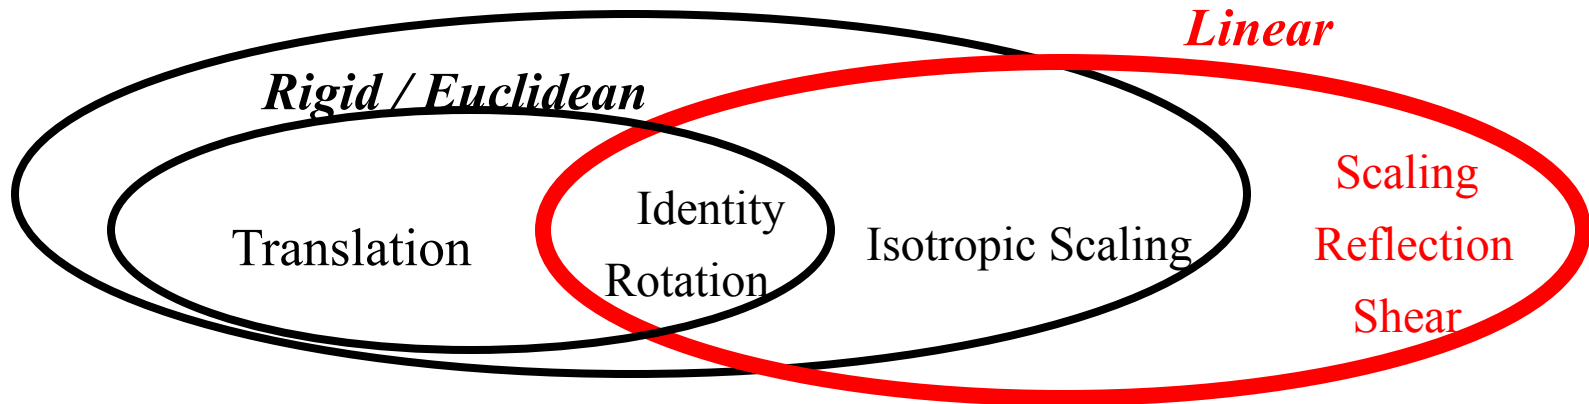 Linear
Rigid / Euclidean
Translation
Identity
Rotation
Isotropic Scaling
Scaling
Reflection
Shear